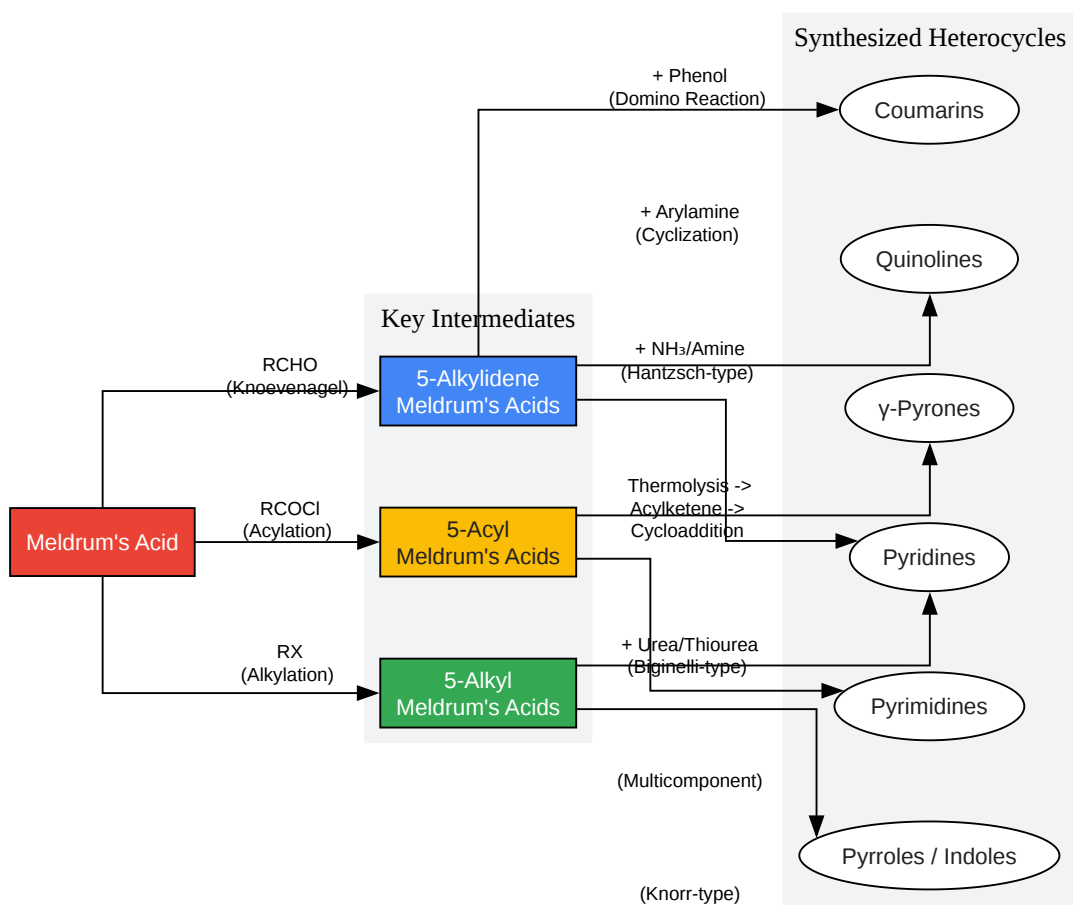 Synthesized Heterocycles
+ Phenol
(Domino Reaction)
Coumarins
+ Arylamine
(Cyclization)
Quinolines
Key Intermediates
RCHO
(Knoevenagel)
5-Alkylidene
Meldrum's Acids
+ NH₃/Amine
(Hantzsch-type)
γ-Pyrones
Meldrum's Acid
RCOCl
(Acylation)
5-Acyl
Meldrum's Acids
Thermolysis ->
Acylketene ->
Cycloaddition
Pyridines
RX
(Alkylation)
5-Alkyl
Meldrum's Acids
+ Urea/Thiourea
(Biginelli-type)
Pyrimidines
(Multicomponent)
Pyrroles / Indoles
(Knorr-type)